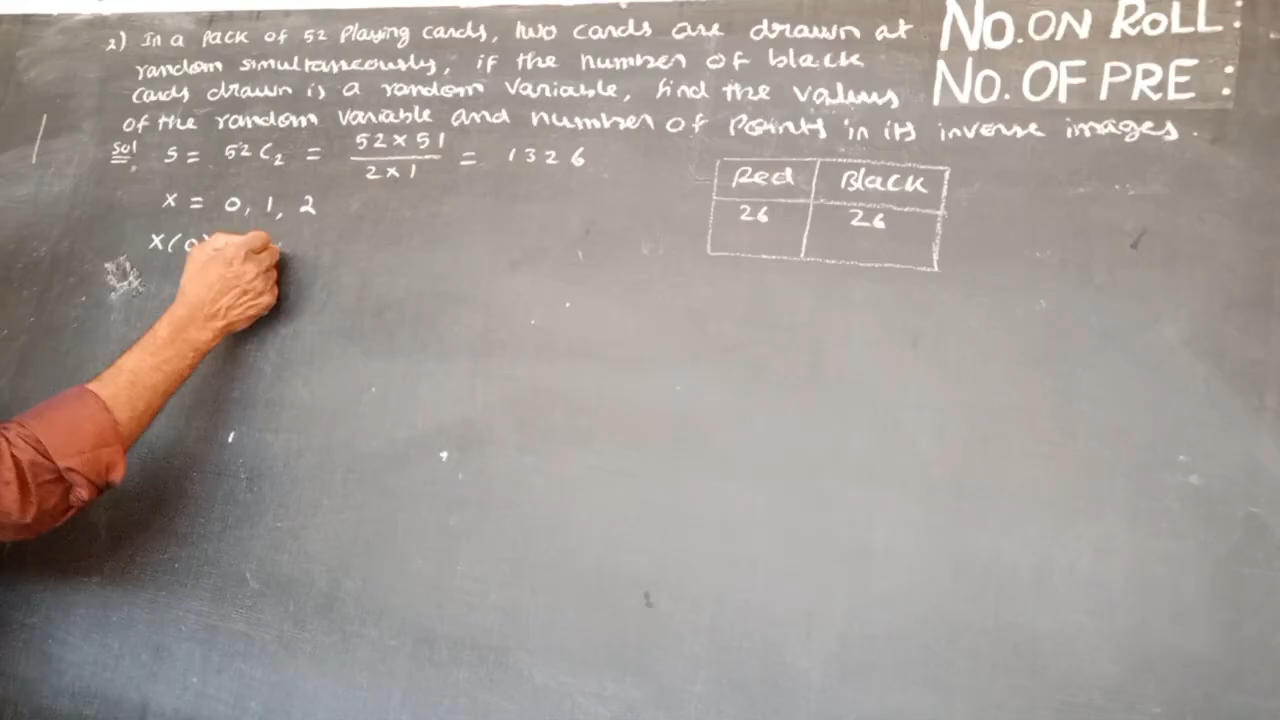 2) In a pack of 52 playing cards, two cards are drawn at
random simultaneously, if the number of black
cards drawn is a random variable, find the values
of the random variable and number of points in its inverse images.
Sol S = 52C₂ = 52 × 51 / 2 × 1 = 1326
X = 0, 1, 2
X(0)
Red Black
26 26
No. ON ROLL:
No. OF PRE :